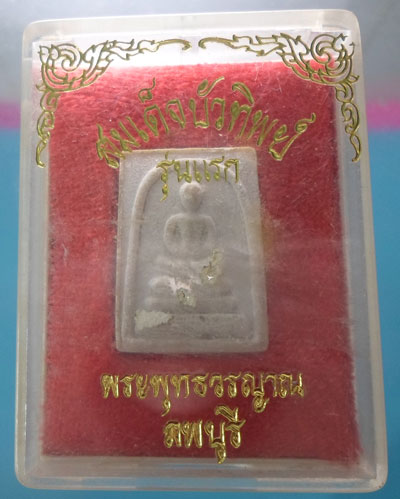 สมเด็จบัวทิพย์
รุ่นแรก
พระพุทธวรญาณ
ลพบุรี